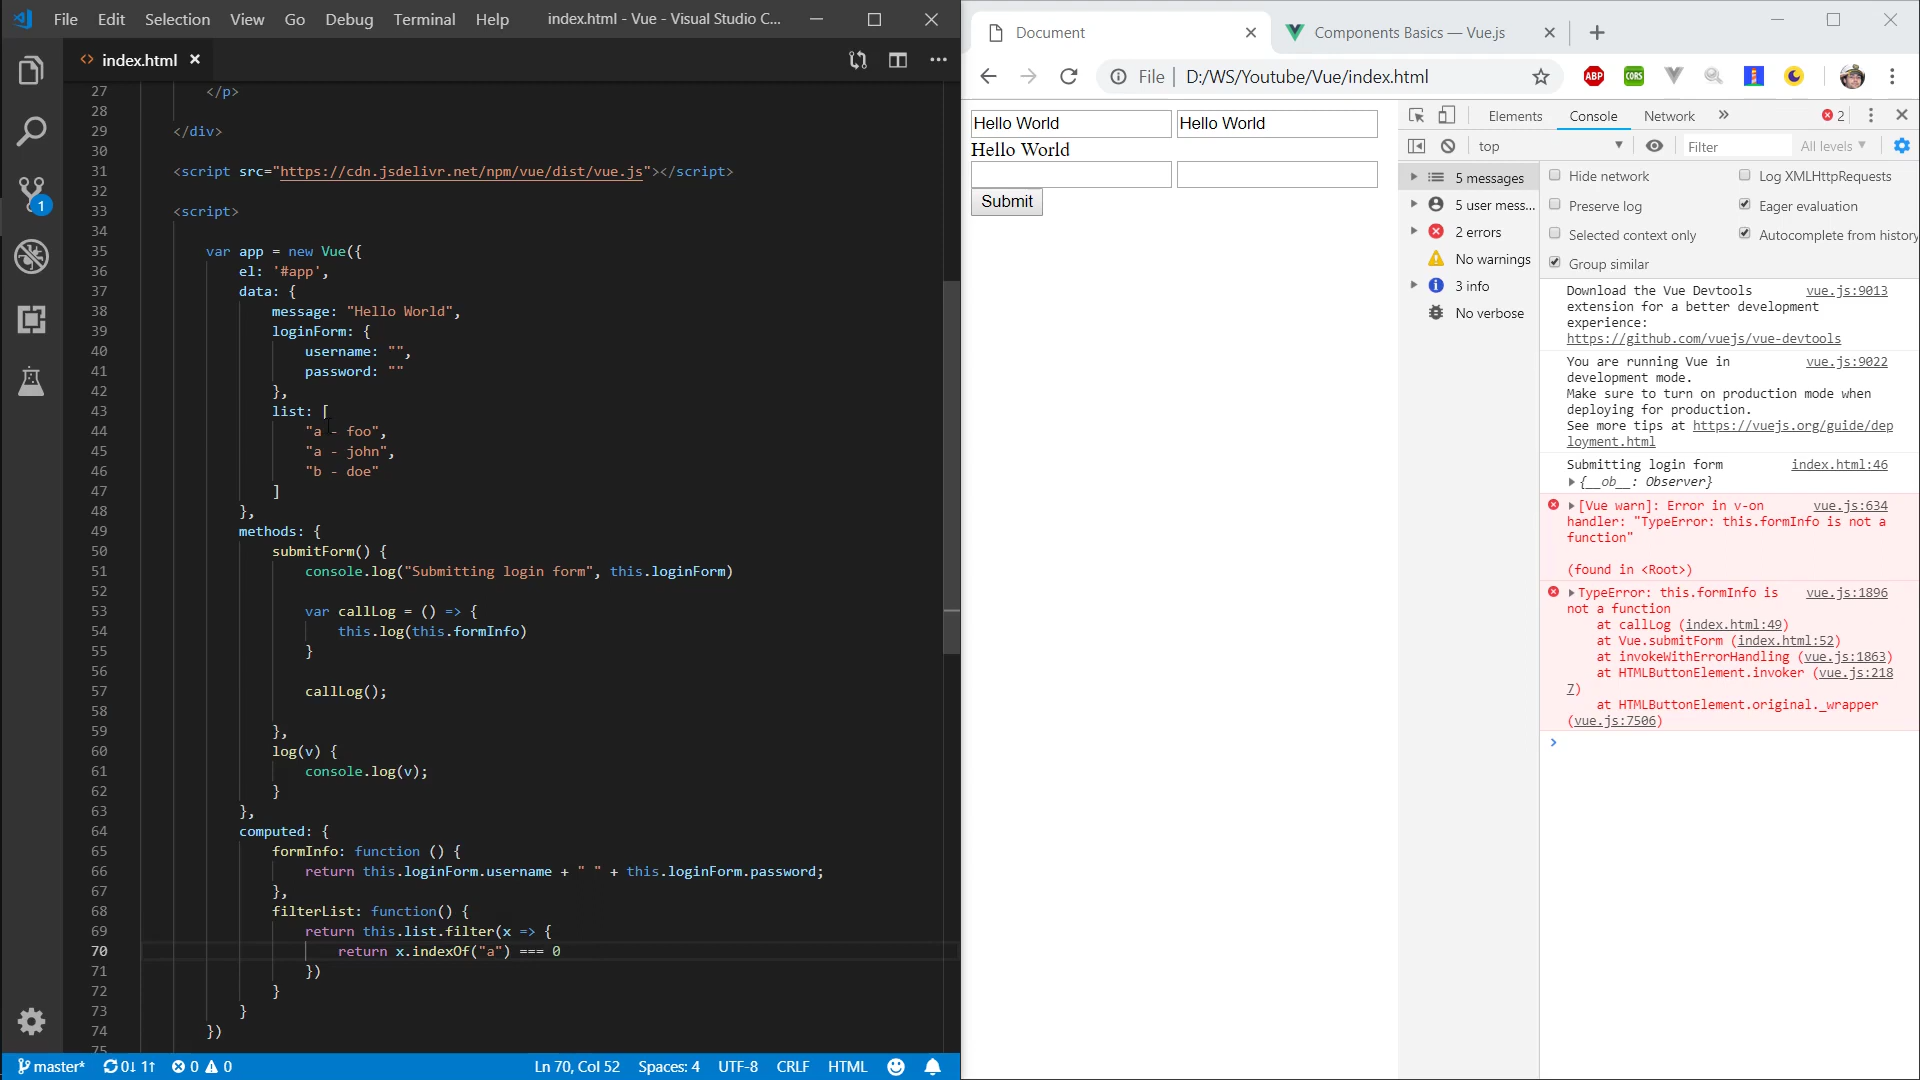 File Edit Selection View Go Debug Terminal Help index.html - Vue - Visual Studio C...
index.html
27 </p>
28
29 </div>
30
31 <script src="https://cdn.jsdelivr.net/npm/vue/dist/vue.js"></script>
32
33 <script>
34
35 var app = new Vue({
36 el: '#app',
37 data: {
38 message: "Hello World",
39 loginForm: {
40 username: "",
41 password: ""
42 },
43 list: [
44 "a - foo",
45 "a - john",
46 "b - doe"
47 ]
48 },
49 methods: {
50 submitForm() {
51 console.log("Submitting login form", this.loginForm)
52
53 var callLog = () => {
54 this.log(this.formInfo)
55 }
56
57 callLog();
58
59 },
60 log(v) {
61 console.log(v);
62 }
63 },
64 computed: {
65 formInfo: function () {
66 return this.loginForm.username + " " + this.loginForm.password;
67 },
68 filterList: function() {
69 return this.list.filter(x => {
70 return x.indexOf("a") === 0
71 })
72 }
73 }
74 })
75
1
master* 0↓ 1↑ 0 0 Ln 70, Col 52 Spaces: 4 UTF-8 CRLF HTML
Document Components Basics — Vue.js
File D:/WS/Youtube/Vue/index.html ABP CORS
Hello World Hello World
Hello World
Submit
Elements Console Network 2
top Filter All levels
5 messages
5 user mess...
2 errors
No warnings
3 info
No verbose
Hide network Log XMLHttpRequests
Preserve log Eager evaluation
Selected context only Autocomplete from history
Group similar
Download the Vue Devtools vue.js:9013
extension for a better development
experience:
https://github.com/vuejs/vue-devtools
You are running Vue in vue.js:9022
development mode.
Make sure to turn on production mode when
deploying for production.
See more tips at https://vuejs.org/guide/dep
loyment.html
Submitting login form index.html:46
{__ob__: Observer}
[Vue warn]: Error in v-on vue.js:634
handler: "TypeError: this.formInfo is not a
function"
(found in <Root>)
TypeError: this.formInfo is vue.js:1896
not a function
at callLog (index.html:49)
at Vue.submitForm (index.html:52)
at invokeWithErrorHandling (vue.js:1863)
at HTMLButtonElement.invoker (vue.js:218
7)
at HTMLButtonElement.original._wrapper
(vue.js:7506)